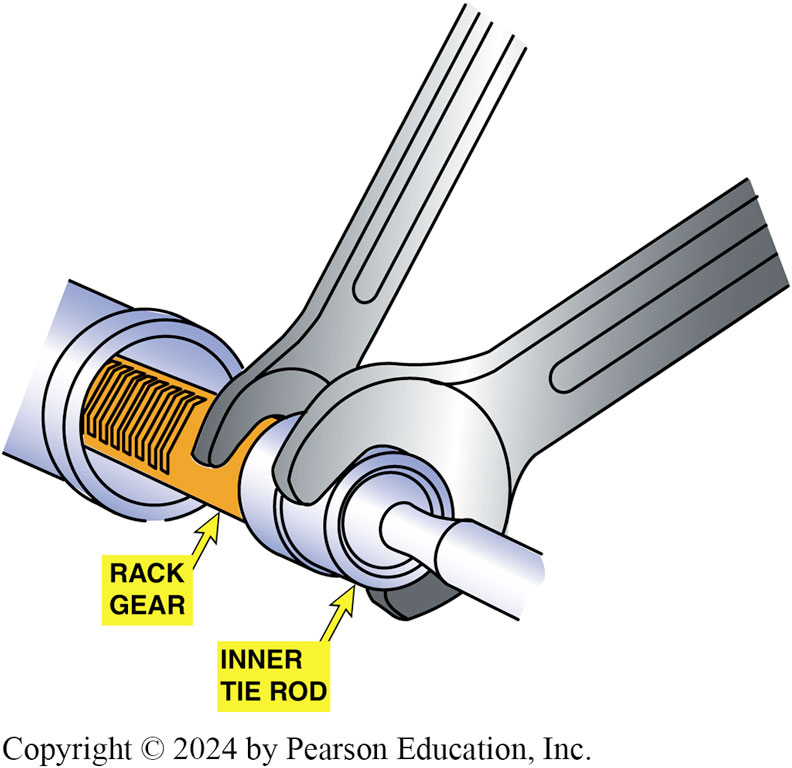 RACK
GEAR
INNER
TIE ROD
Copyright © 2024 by Pearson Education, Inc.